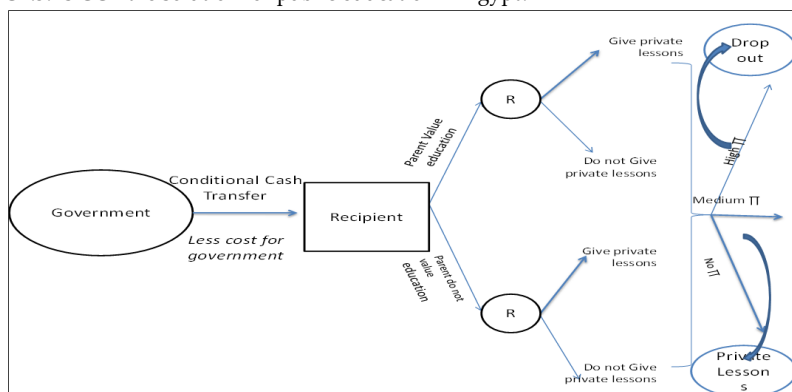 Drop
out
Give private
lessons
R
Parent Value
education
High Π
Do not Give
private lessons
Conditional Cash
Transfer
Government
Recipient
Medium Π
Less cost for
government
Parent do not
value
education
Give private
lessons
No Π
R
Do not Give
private lessons
Private
Lesson
s